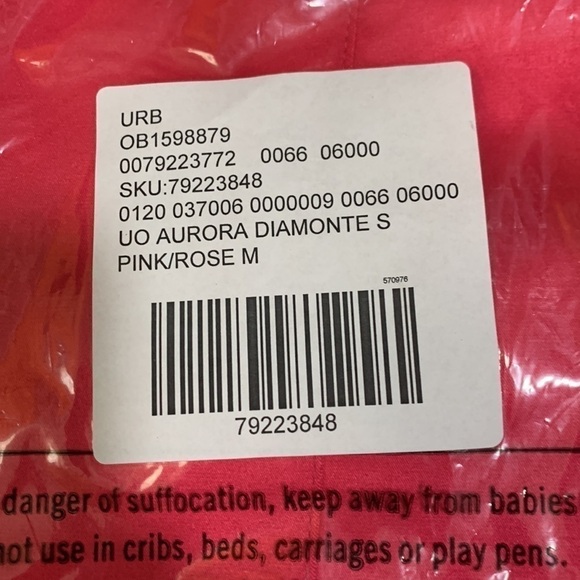 URB
OB1598879
0079223772 0066 06000
SKU:79223848
0120 037006 0000009 0066 06000
UO AURORA DIAMONTE S
PINK/ROSE M
570976
79223848
danger of suffocation, keep away from babies
not use in cribs, beds, carriages or play pens.